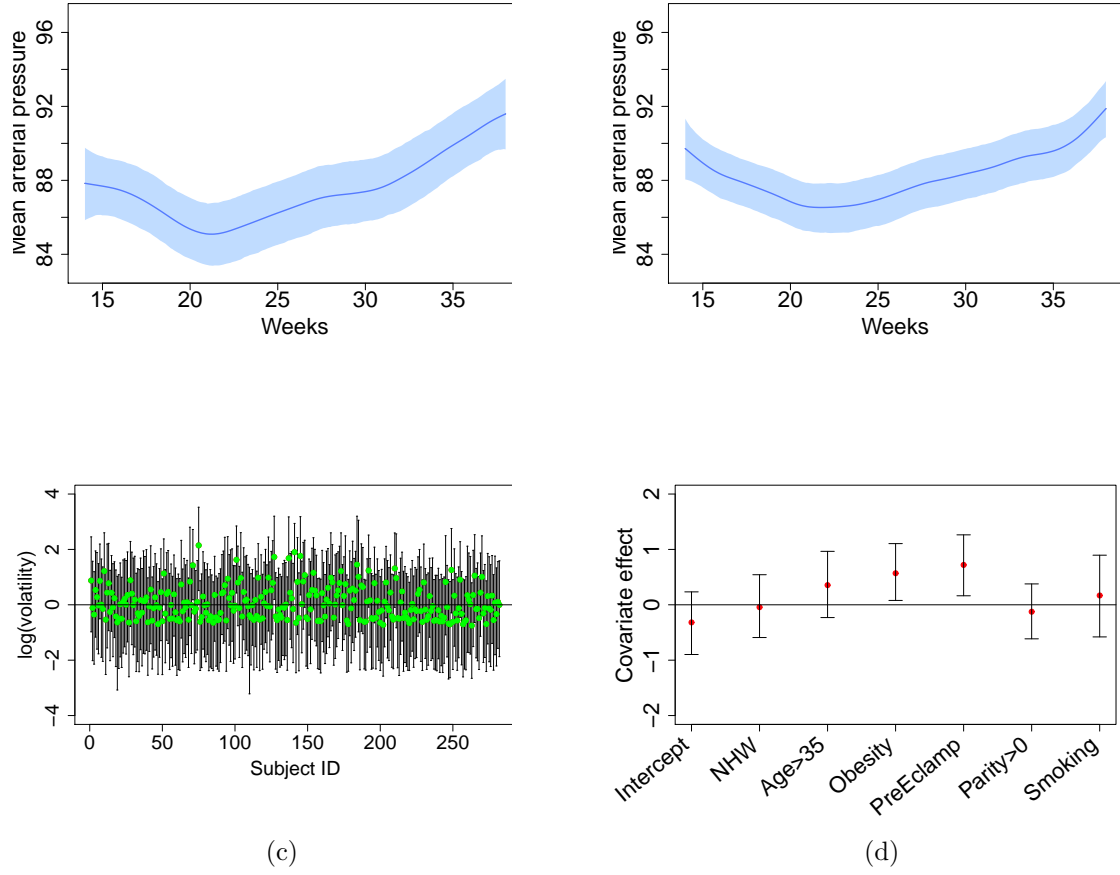 Mean arterial pressure
84 88 92 96
15 20 25 30 35
Weeks
Mean arterial pressure
84 88 92 96
15 20 25 30 35
Weeks
log(volatility)
−4 −2 0 2 4
0 50 100 150 200 250
Subject ID
(c)
Covariate effect
−2 −1 0 1 2
Intercept
NHW
Age>35
Obesity
PreEclamp
Parity>0
Smoking
(d)